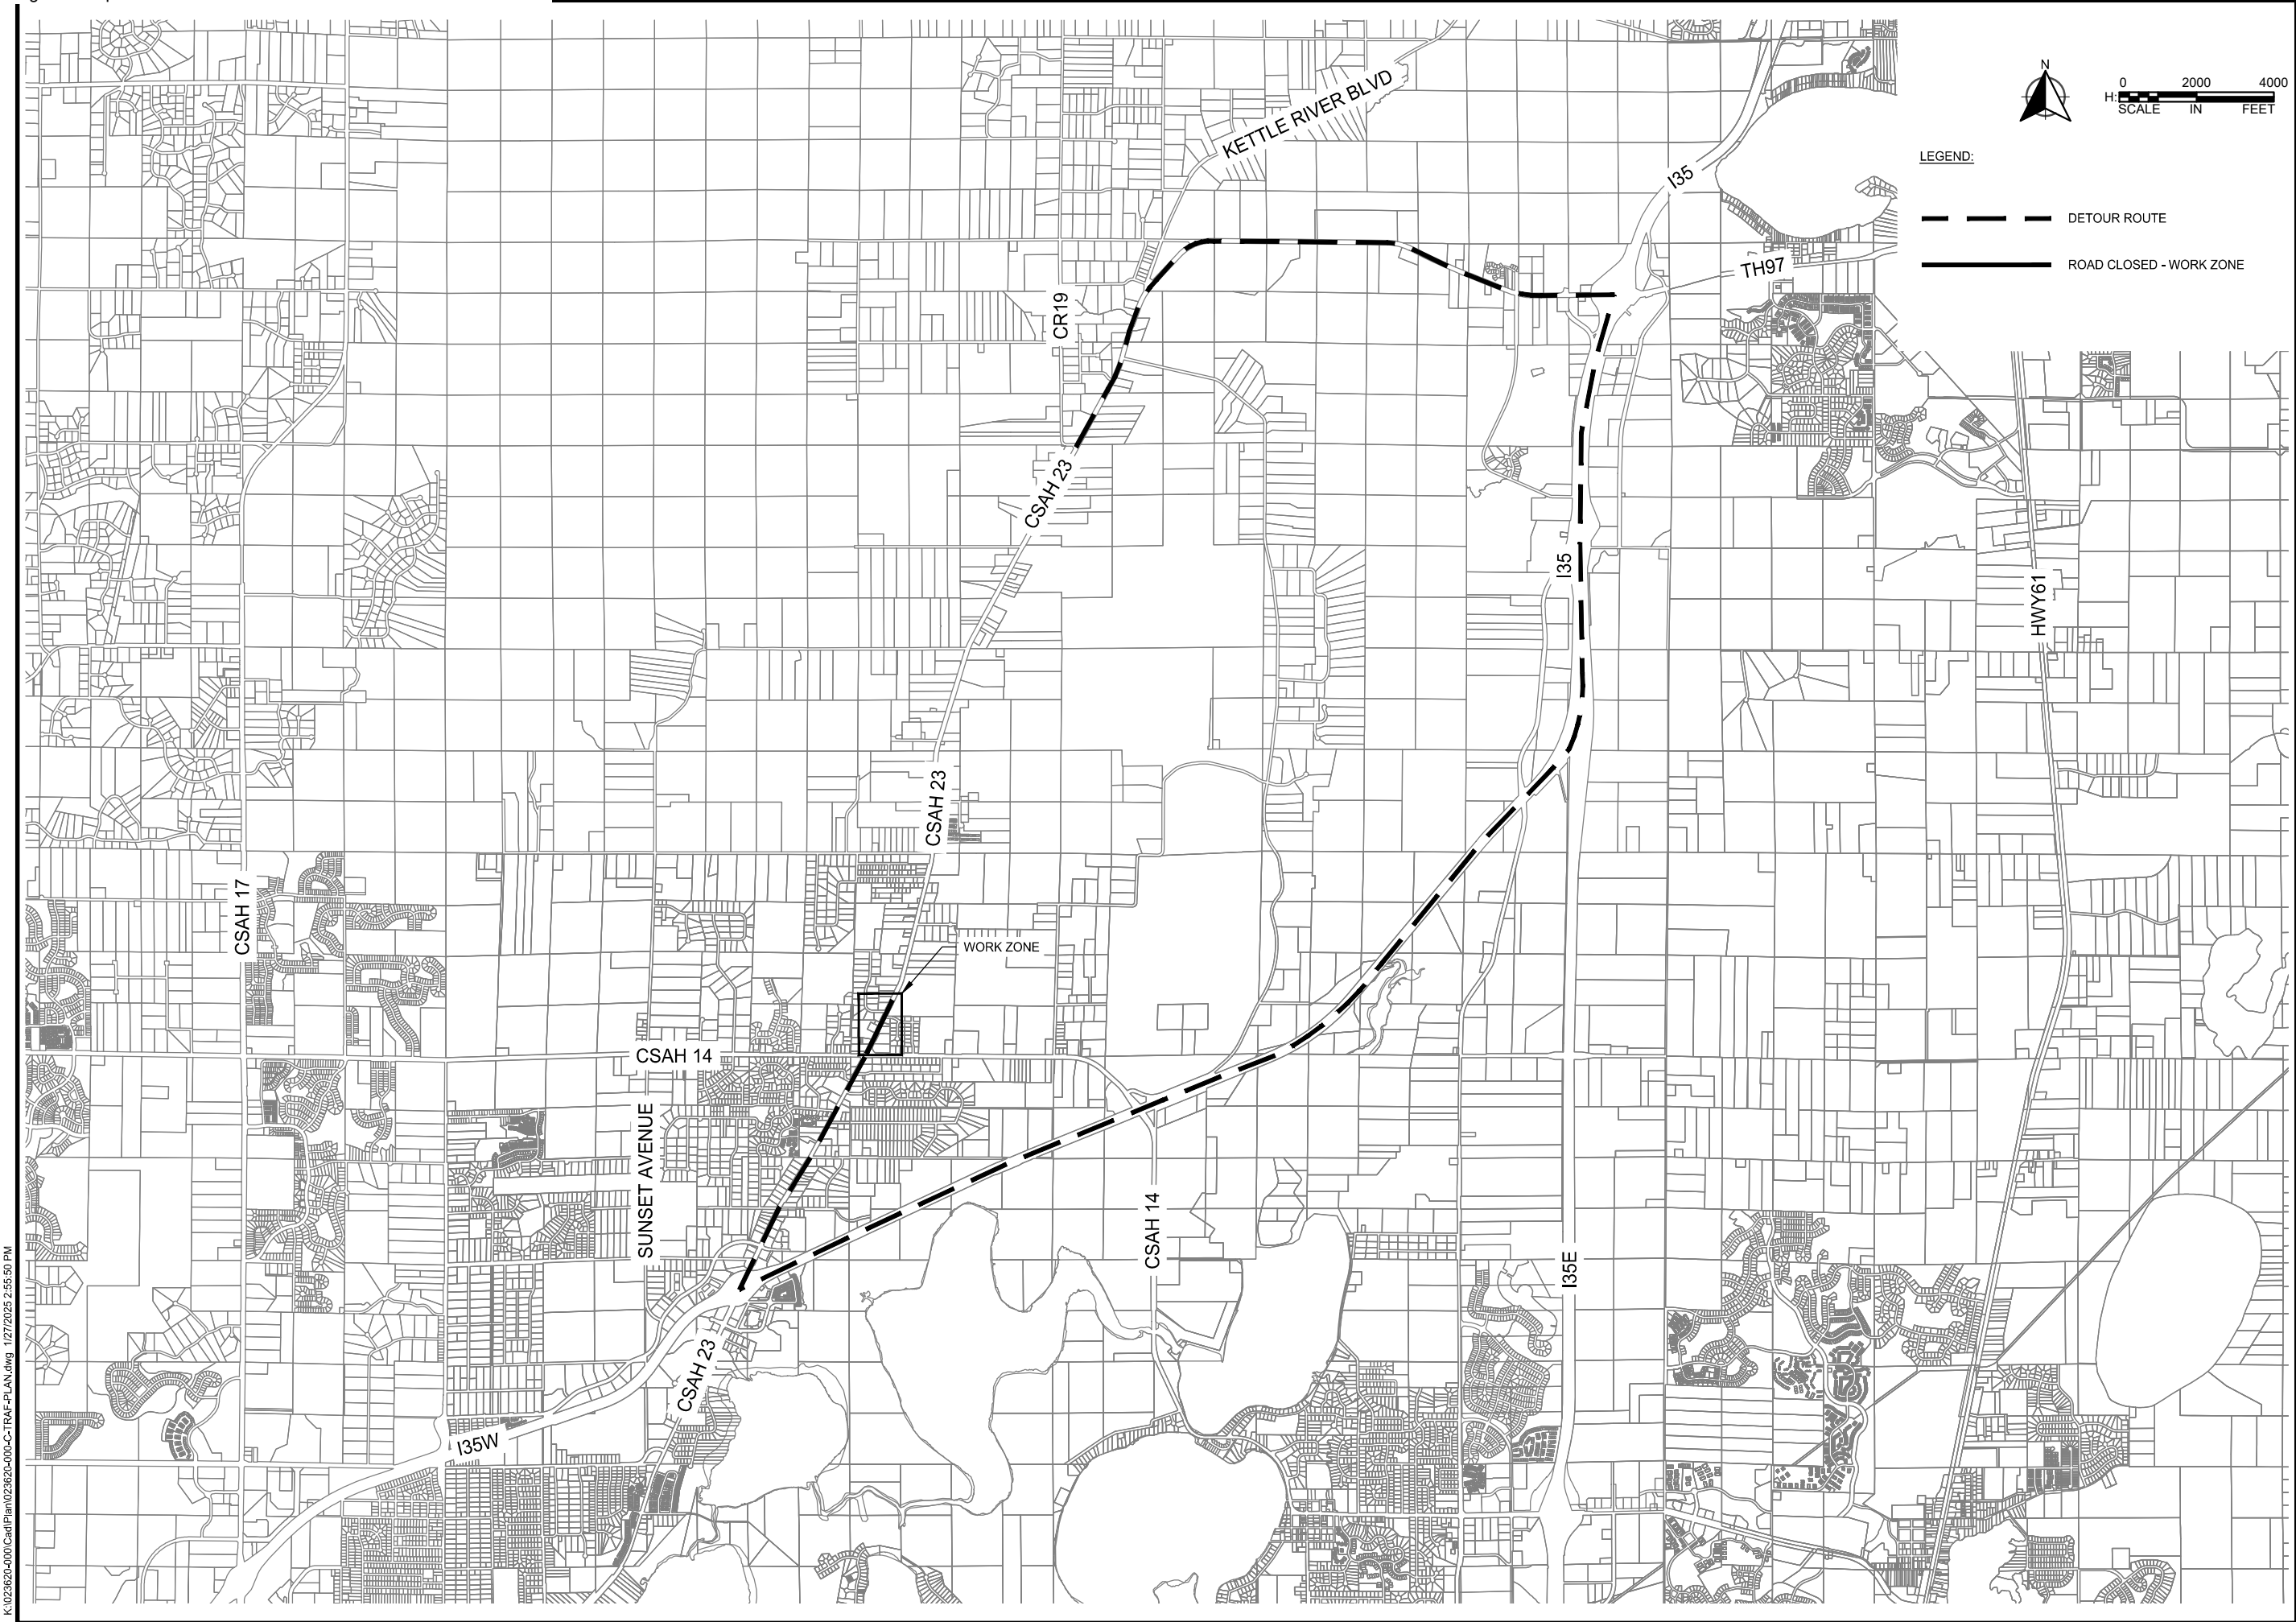 N
0 2000 4000
H:
SCALE IN FEET
KETTLE RIVER BLVD
LEGEND:
I35
DETOUR ROUTE
TH97
ROAD CLOSED - WORK ZONE
CR19
CSAH 23
I35
HWY61
CSAH 23
CSAH 17
WORK ZONE
CSAH 14
SUNSET AVENUE
CSAH 14
I35E
CSAH 23
I35W
K:\023620-000\Cad\Plan\023620-000-C-TRAF-PLAN.dwg 1/27/2025 2:55:50 PM